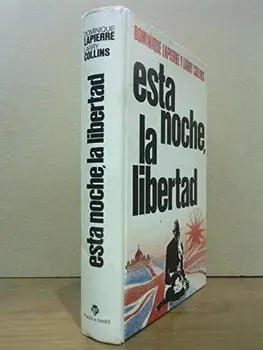 DOMINIQUE
LAPIERRE
LARRY
COLLINS
esta noche, la libertad
PLAZA & JANES
DOMINIQUE LAPIERRE Y LARRY COLLINS
esta
noche,
la
libertad